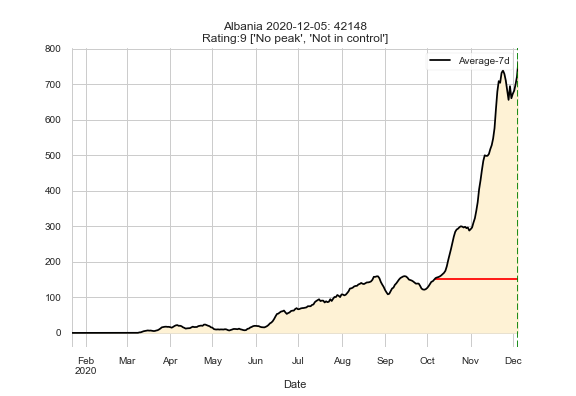 Albania 2020-12-05: 42148
Rating:9 ['No peak', 'Not in control']
Average-7d
800
700
600
500
400
300
200
100
0
Feb Mar Apr May Jun Jul Aug Sep Oct Nov Dec
2020
Date